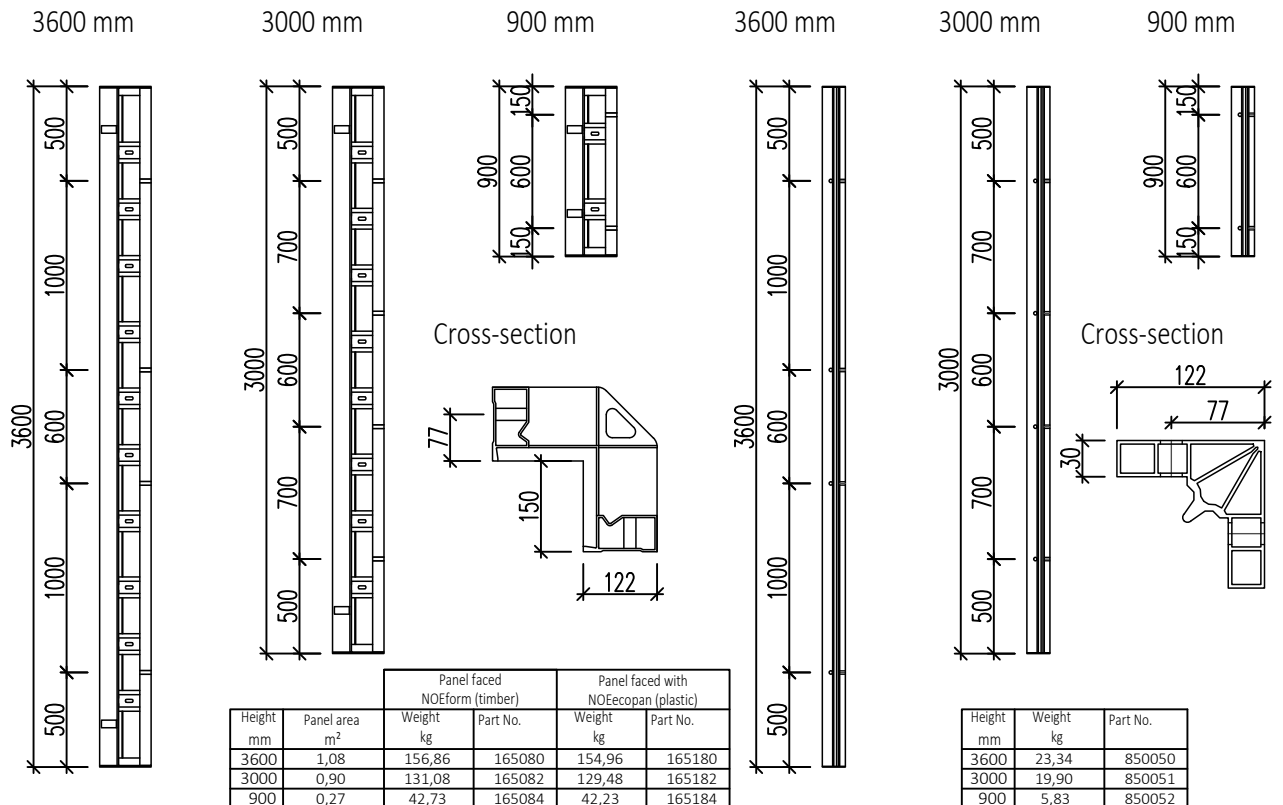 3600 mm
3000 mm
900 mm
3600 mm
3000 mm
900 mm
3600
500
1000
600
1000
500
3000
500
700
600
700
500
900
150
600
150
Cross-section
77
150
122
3600
500
1000
600
1000
500
3000
500
700
600
700
500
900
150
600
150
Cross-section
122
77
30
Panel faced NOEform (timber)
Panel faced with NOEecopan (plastic)
Height mm Panel area m² Weight kg Part No. Weight kg Part No.
3600 1,08 156,86 165080 154,96 165180
3000 0,90 131,08 165082 129,48 165182
900 0,27 42,73 165084 42,23 165184
Height mm Weight kg Part No.
3600 23,34 850050
3000 19,90 850051
900 5,83 850052